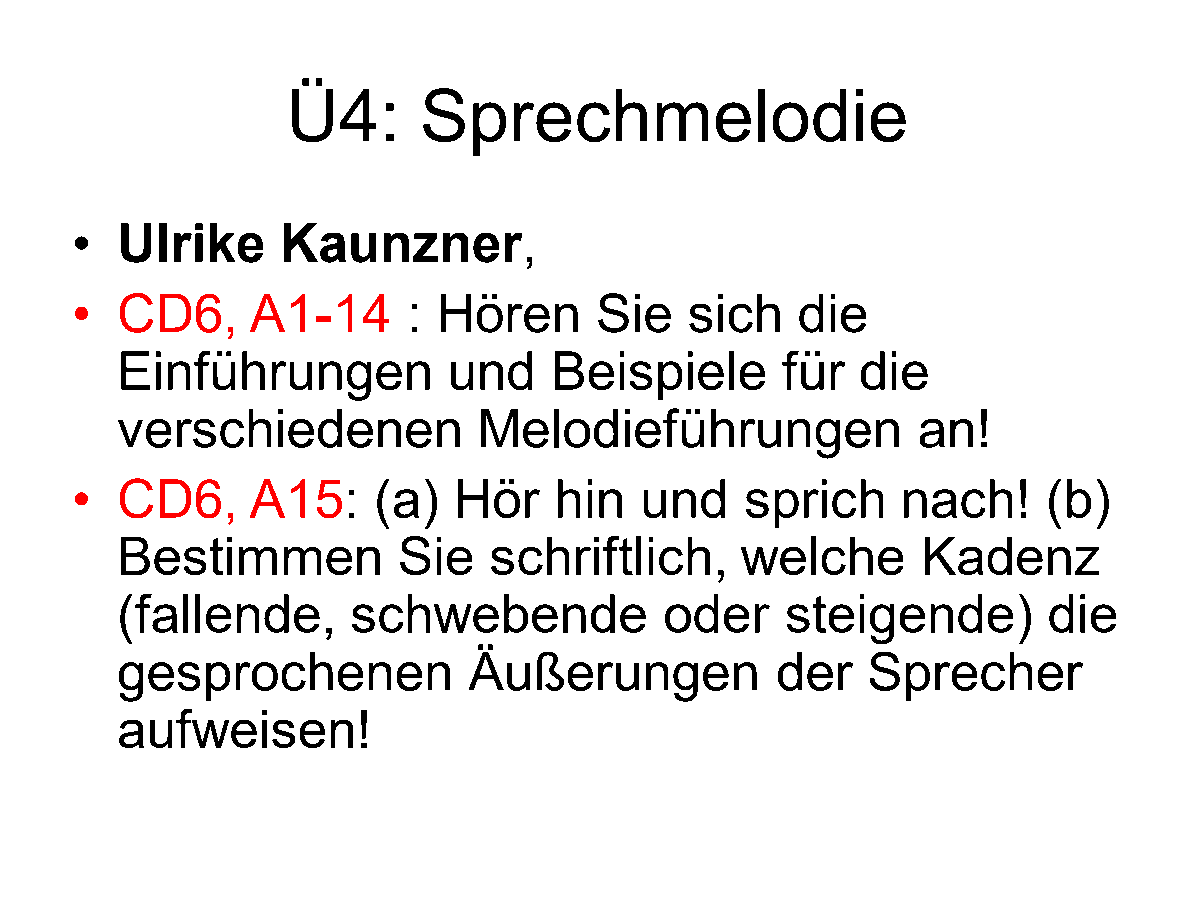 Ü4: Sprechmelodie
• Ulrike Kaunzner,
• CD6, A1-14 : Hören Sie sich die
Einführungen und Beispiele für die
verschiedenen Melodieführungen an!
• CD6, A15: (a) Hör hin und sprich nach! (b)
Bestimmen Sie schriftlich, welche Kadenz
(fallende, schwebende oder steigende) die
gesprochenen Äußerungen der Sprecher
aufweisen!